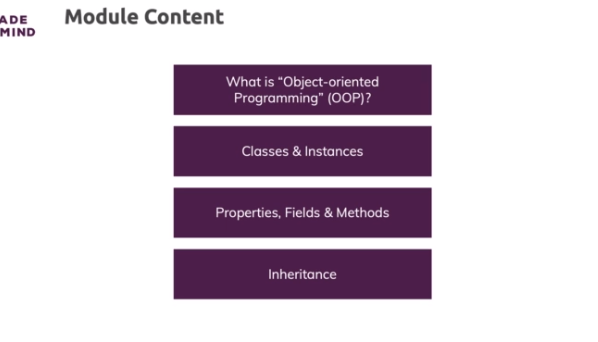 ADE
MIND
Module Content
What is “Object-oriented
Programming” (OOP)?
Classes & Instances
Properties, Fields & Methods
Inheritance